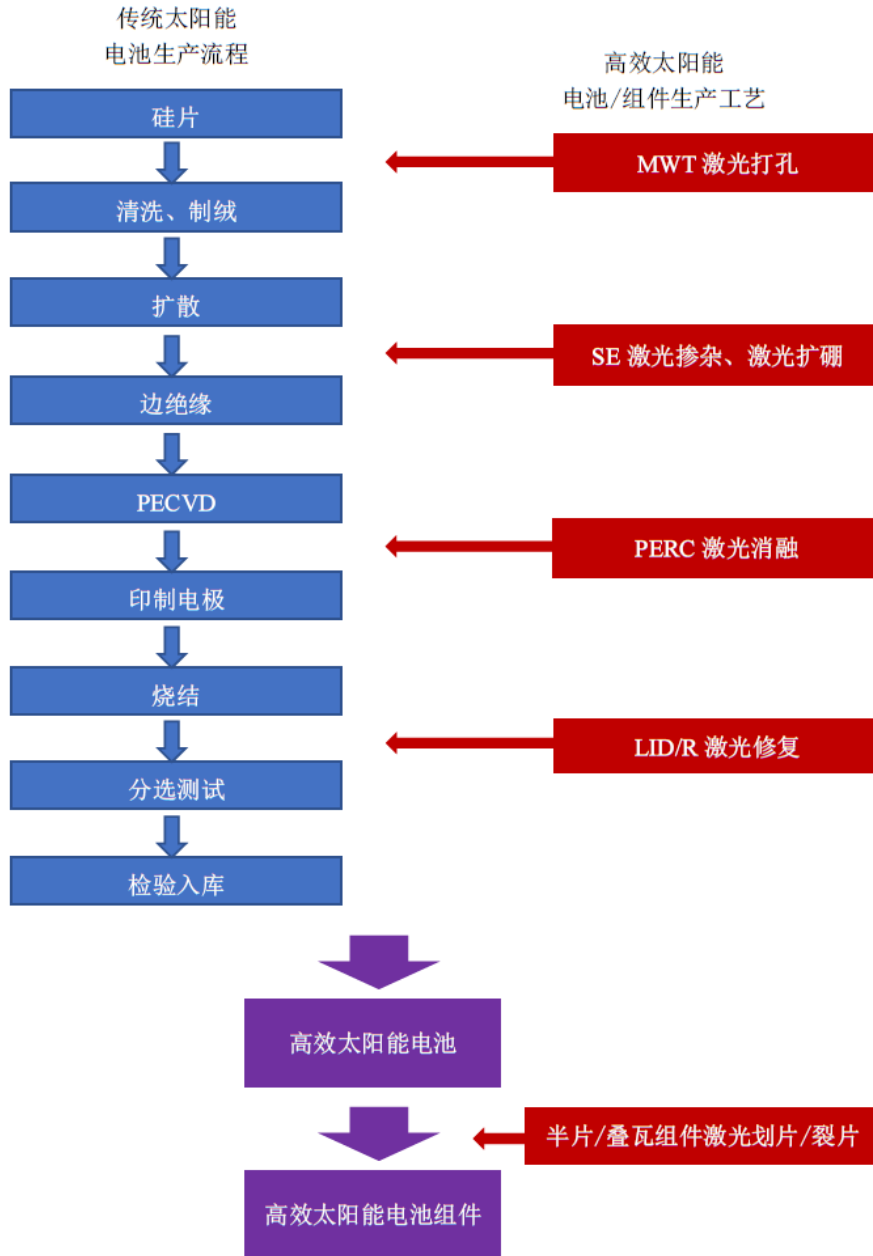 传统太阳能
电池生产流程
高效太阳能
电池/组件生产工艺
硅片
MWT 激光打孔
清洗、制绒
扩散
SE 激光掺杂、激光扩硼
边绝缘
PECVD
PERC 激光消融
印制电极
烧结
LID/R 激光修复
分选测试
检验入库
高效太阳能电池
半片/叠瓦组件激光划片/裂片
高效太阳能电池组件